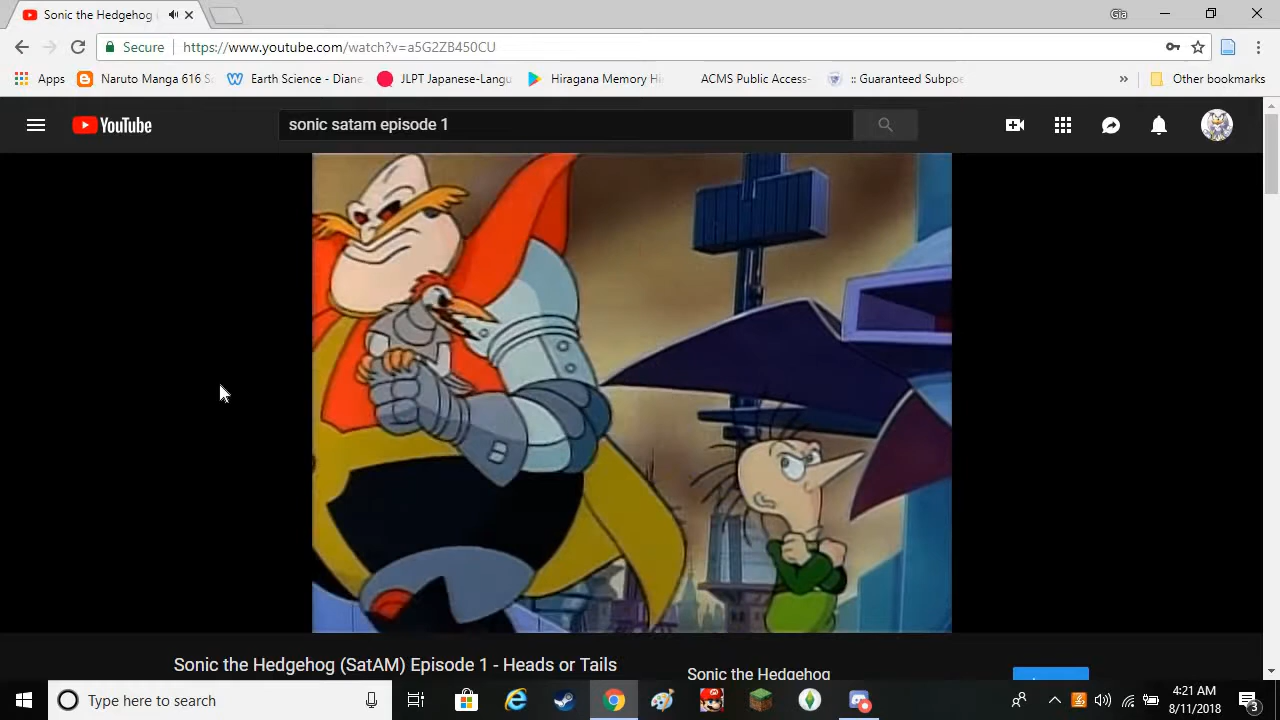 Sonic the Hedgehog (
Gia
Secure
https://www.youtube.com/watch?v=a5G2ZB450CU
Apps
Naruto Manga 616 S
Earth Science - Diane
JLPT Japanese-Langu
Hiragana Memory Hi
ACMS Public Access-
:: Guaranteed Subpo
»
Other bookmarks
YouTube
sonic satam episode 1
Sonic the Hedgehog (SatAM) Episode 1 - Heads or Tails
Sonic the Hedgehog
Type here to search
4:21 AM
8/11/2018
3